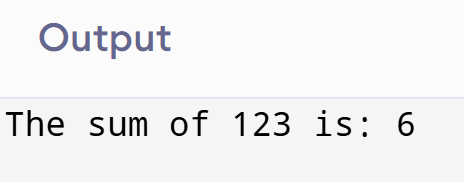 Output
The sum of 123 is: 6